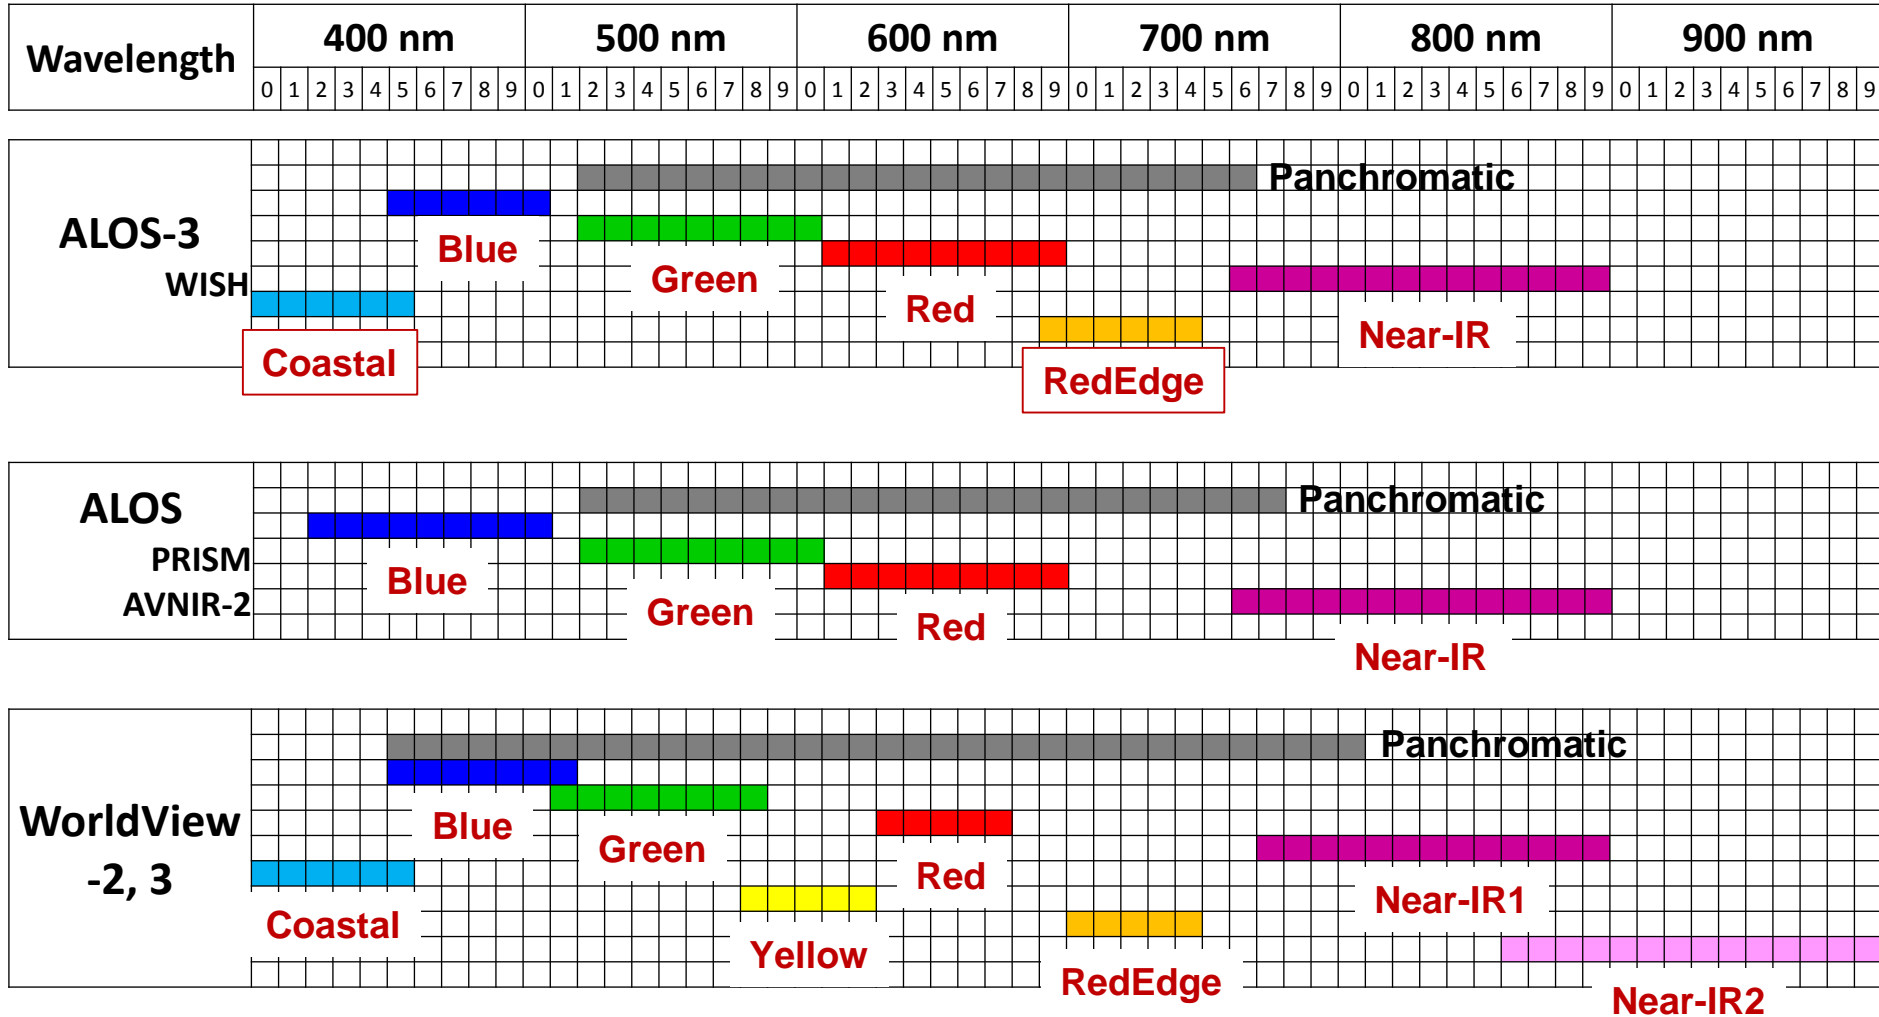 Wavelength 400 nm 500 nm 600 nm 700 nm 800 nm 900 nm
0 1 2 3 4 5 6 7 8 9 0 1 2 3 4 5 6 7 8 9 0 1 2 3 4 5 6 7 8 9 0 1 2 3 4 5 6 7 8 9 0 1 2 3 4 5 6 7 8 9 0 1 2 3 4 5 6 7 8 9
Panchromatic
ALOS-3
WISH
Blue
Green
Red
Near-IR
Coastal
RedEdge
ALOS
PRISM
AVNIR-2
Panchromatic
Blue
Green
Red
Near-IR
WorldView
-2, 3
Panchromatic
Blue
Green
Red
Near-IR1
Coastal
Yellow
RedEdge
Near-IR2